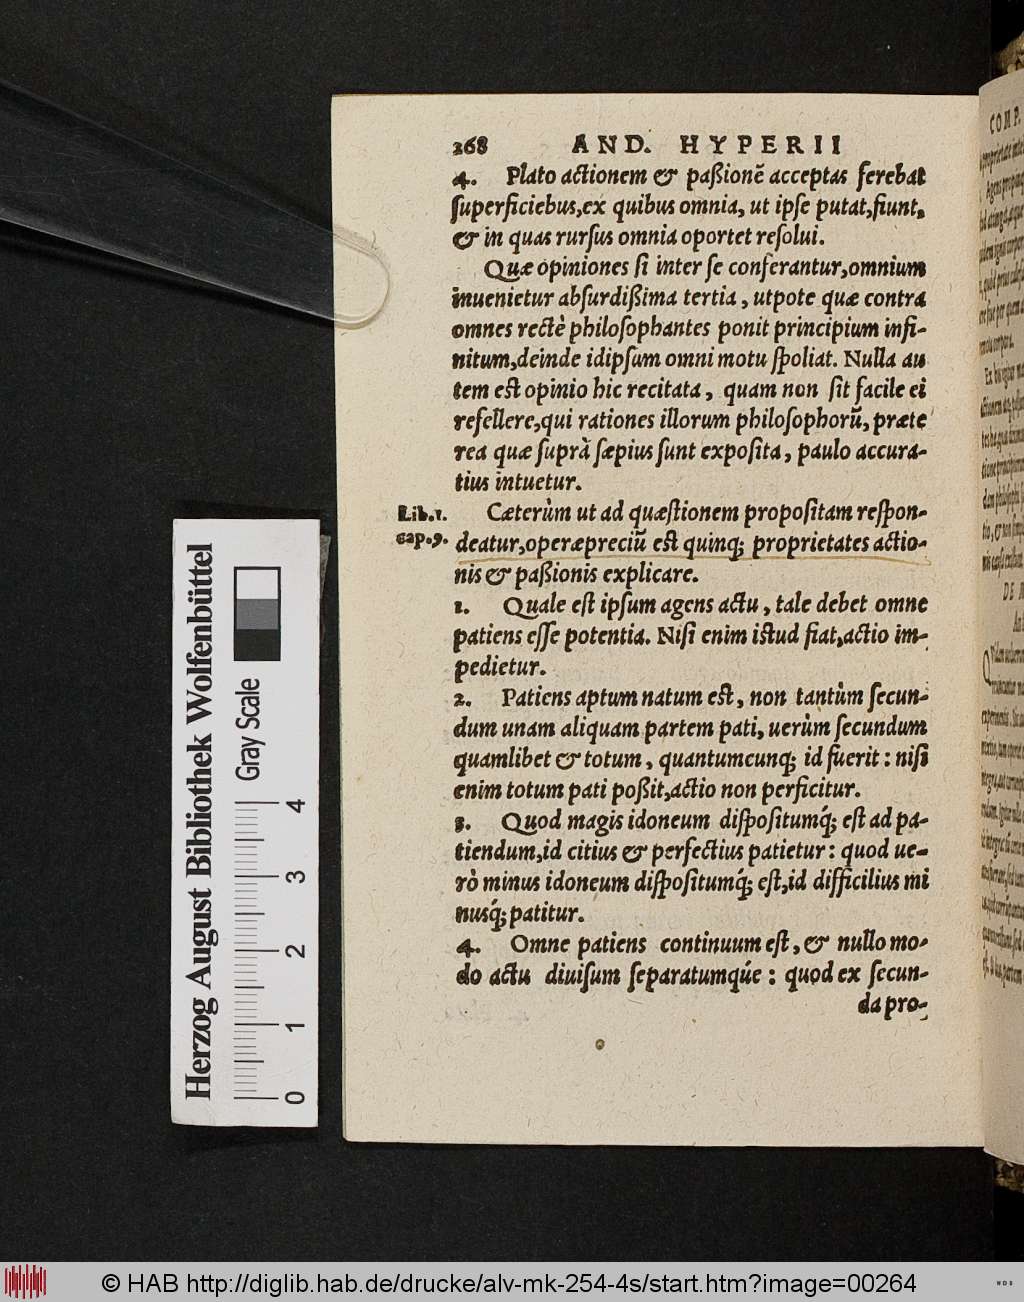 268 AND. HYPERII
4. Plato actionem & paßionẽ acceptas ferebat
ſuperficiebus,ex quibus omnia, ut ipſe putat,fiunt,
& in quas rurſus omnia oportet reſolui.
Quæ opiniones ſi inter ſe conferantur,omnium
inuenietur abſurdißima tertia, utpote quæ contra
omnes rectè philoſophantes ponit principium infi-
nitum,deinde idipſum omni motu ſpoliat. Nulla au
tem eſt opinio hic recitata, quam non ſit facile ei
refellere,qui rationes illorum philoſophorũ, præte
rea quæ ſuprà ſæpius ſunt expoſita, paulo accura-
tius intuetur.
Lib.1. Cæterùm ut ad quæſtionem propoſitam reſpon-
cap.9. deatur,operæpreciũ eſt quinq; proprietates actio-
nis & paßionis explicare.
1. Quale eſt ipſum agens actu, tale debet omne
patiens eſſe potentia. Niſi enim iſtud fiat,actio im-
pedietur.
2. Patiens aptum natum eſt, non tantùm ſecun-
dum unam aliquam partem pati, uerùm ſecundum
quamlibet & totum, quantumcunq; id fuerit: niſi
enim totum pati poßit,actio non perficitur.
3. Quod magis idoneum diſpoſitumq́; eſt ad pa-
tiendum,id citius & perfectius patietur: quod ue-
rò minus idoneum diſpoſitumq́; eſt,id difficilius mi
nusq́; patitur.
4. Omne patiens continuum eſt, & nullo mo-
do actu diuiſum ſeparatumqúe: quod ex ſecun-
da pro-
Herzog August Bibliothek Wolfenbüttel
Gray Scale
0 1 2 3 4
© HAB http://diglib.hab.de/drucke/alv-mk-254-4s/start.htm?image=00264